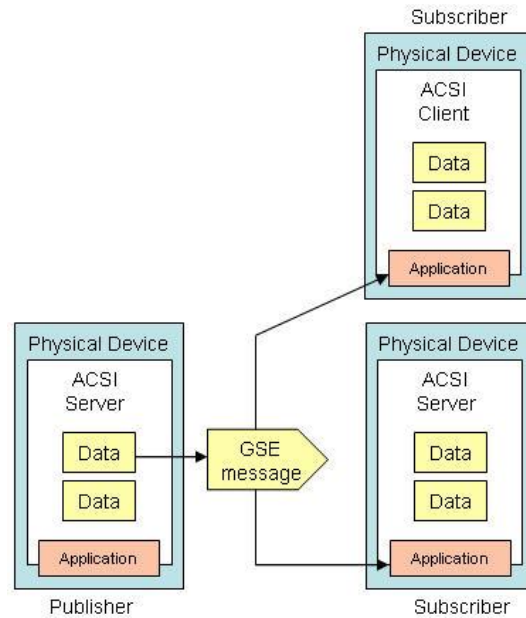 Subscriber
Physical Device
ACSI
Client
Data
Data
Application
Physical Device
ACSI
Server
Data
Data
Application
Publisher
GSE
message
Physical Device
ACSI
Server
Data
Data
Application
Subscriber